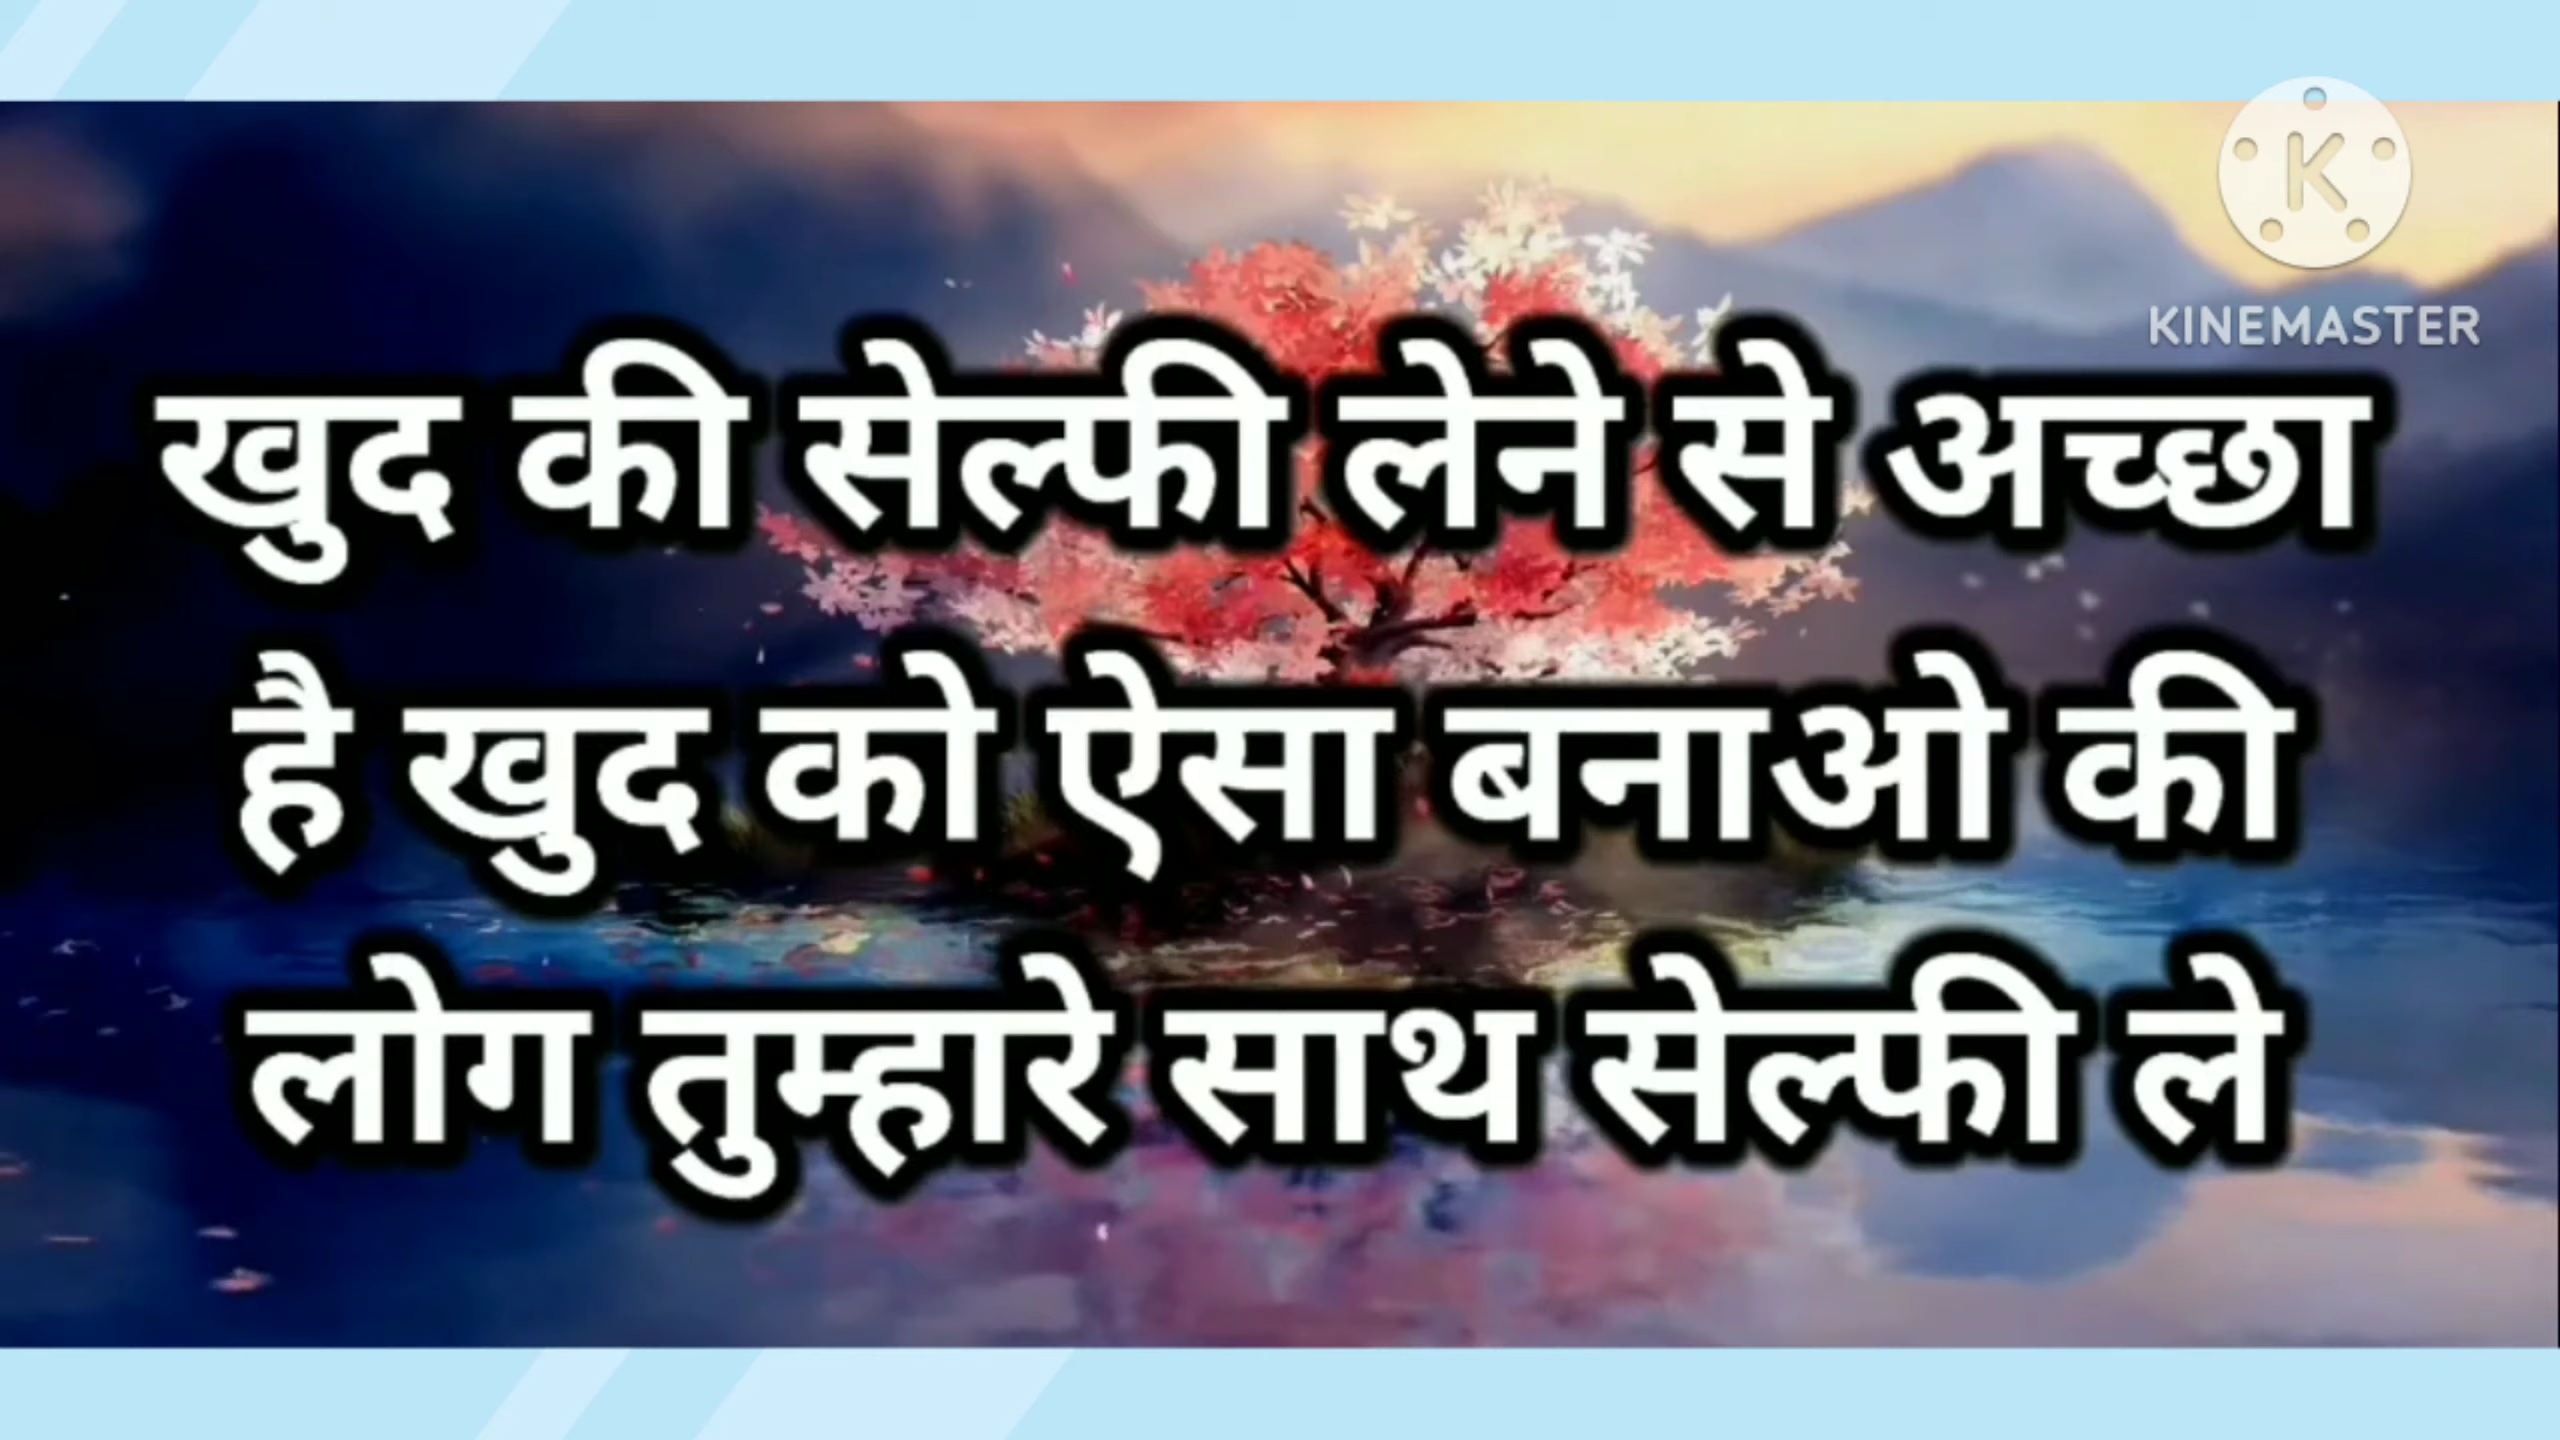 KINEMASTER
खुद की सेल्फी लेने से अच्छा
है खुद को ऐसा बनाओ की
लोग तुम्हारे साथ सेल्फी ले